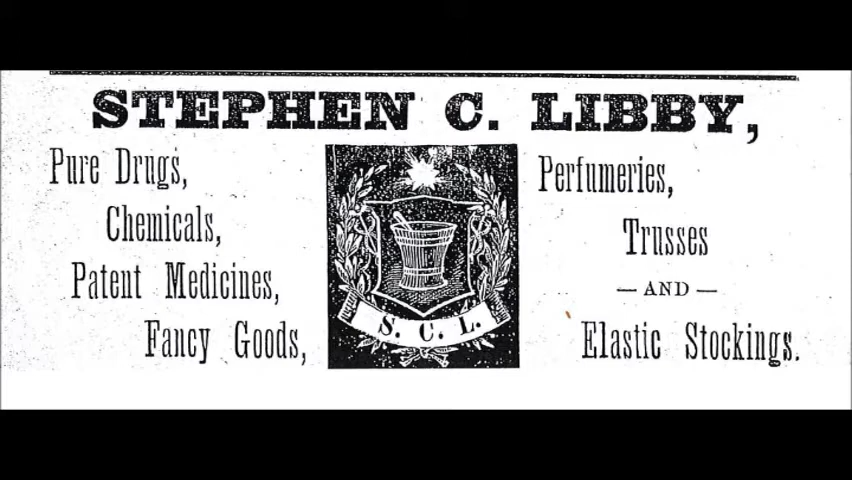 STEPHEN C. LIBBY,
Pure Drugs,
Chemicals,
Patent Medicines,
Fancy Goods,
S. C. L.
Perfumeries,
Trusses
— AND —
Elastic Stockings.